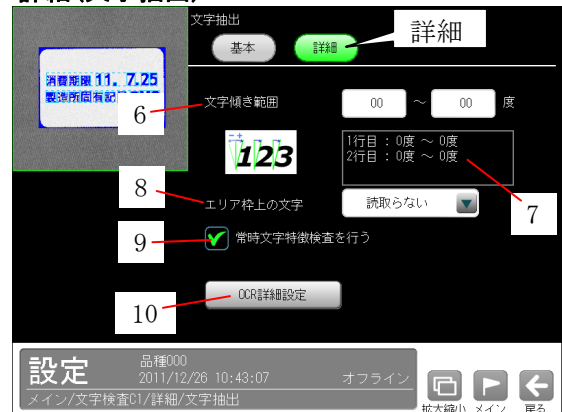 文字抽出
基本
詳細
詳細
消費期限 11. 7.25
製造所固有記
6
文字傾き範囲
00 ～ 00 度
123
1行目 : 0度 ～ 0度
2行目 : 0度 ～ 0度
7
8
エリア枠上の文字
読取らない
9
常時文字特徴検査を行う
10
OCR詳細設定
設定
品種000
2011/12/26 10:43:07
オフライン
メイン/文字検査C1/詳細/文字抽出
拡大縮小
メイン
戻る